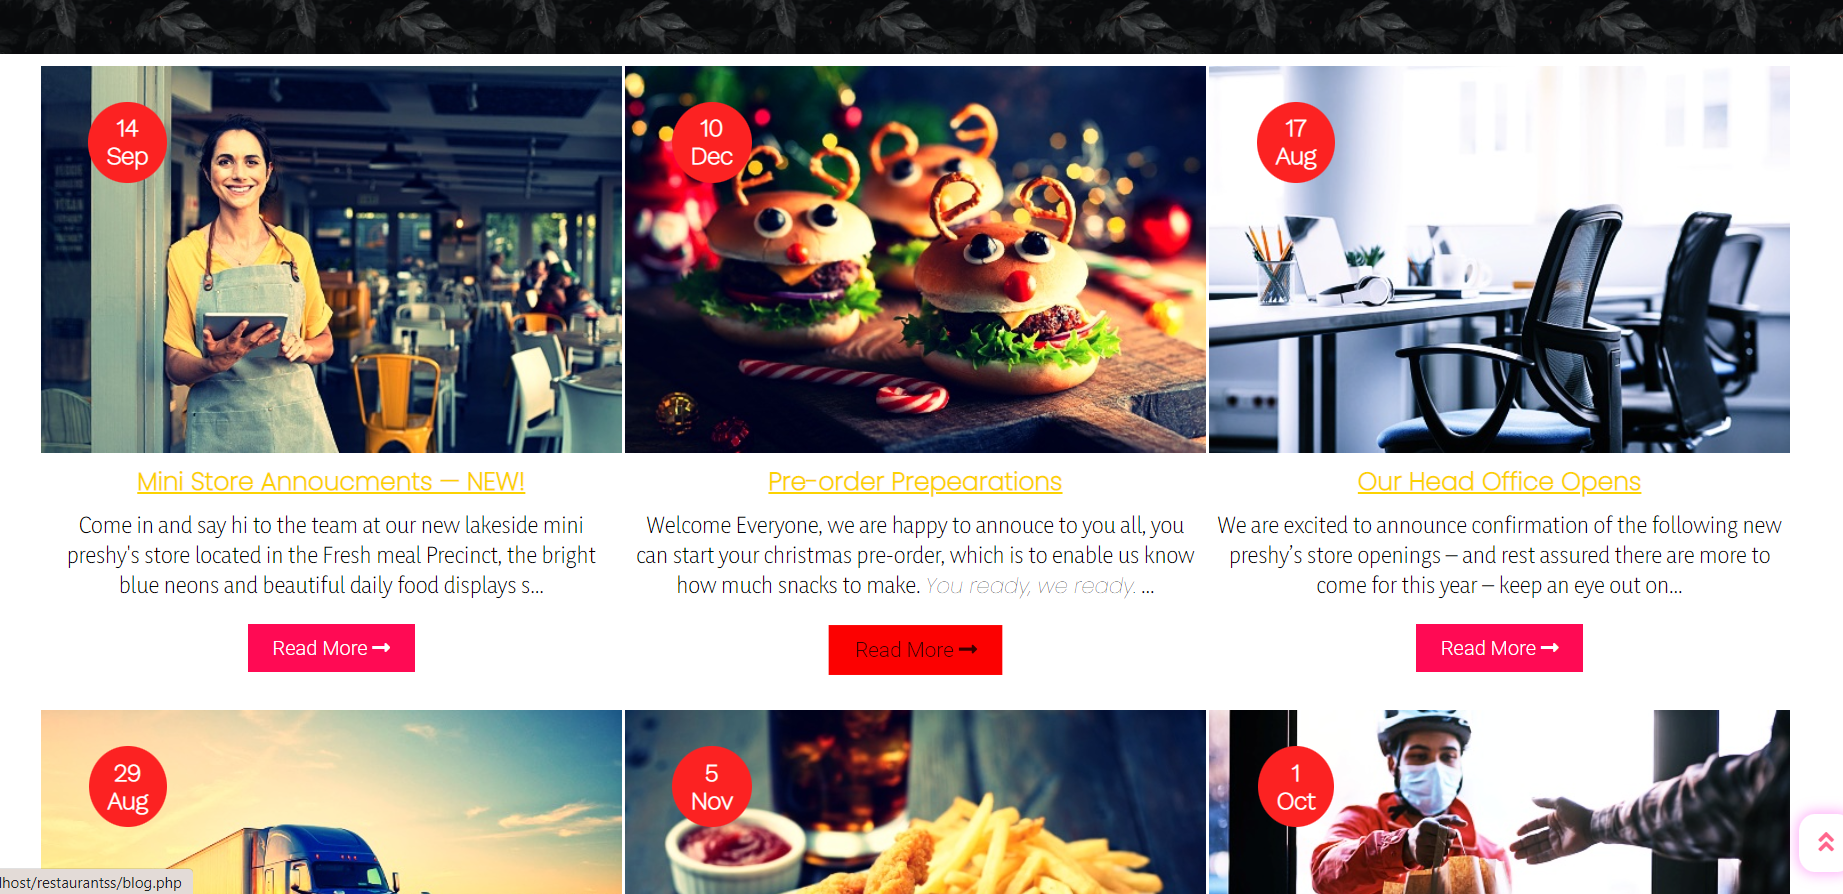 14
Sep
10
Dec
17
Aug
Mini Store Annoucments — NEW!
Come in and say hi to the team at our new lakeside mini
preshy's store located in the Fresh meal Precinct, the bright
blue neons and beautiful daily food displays s...
Read More
Pre-order Prepearations
Welcome Everyone, we are happy to annouce to you all, you
can start your christmas pre-order, which is to enable us know
how much snacks to make. You ready, we ready. ...
Read More
Our Head Office Opens
We are excited to announce confirmation of the following new
preshy’s store openings – and rest assured there are more to
come for this year – keep an eye out on...
Read More
29
Aug
5
Nov
1
Oct
lhost/restaurantss/blog.php